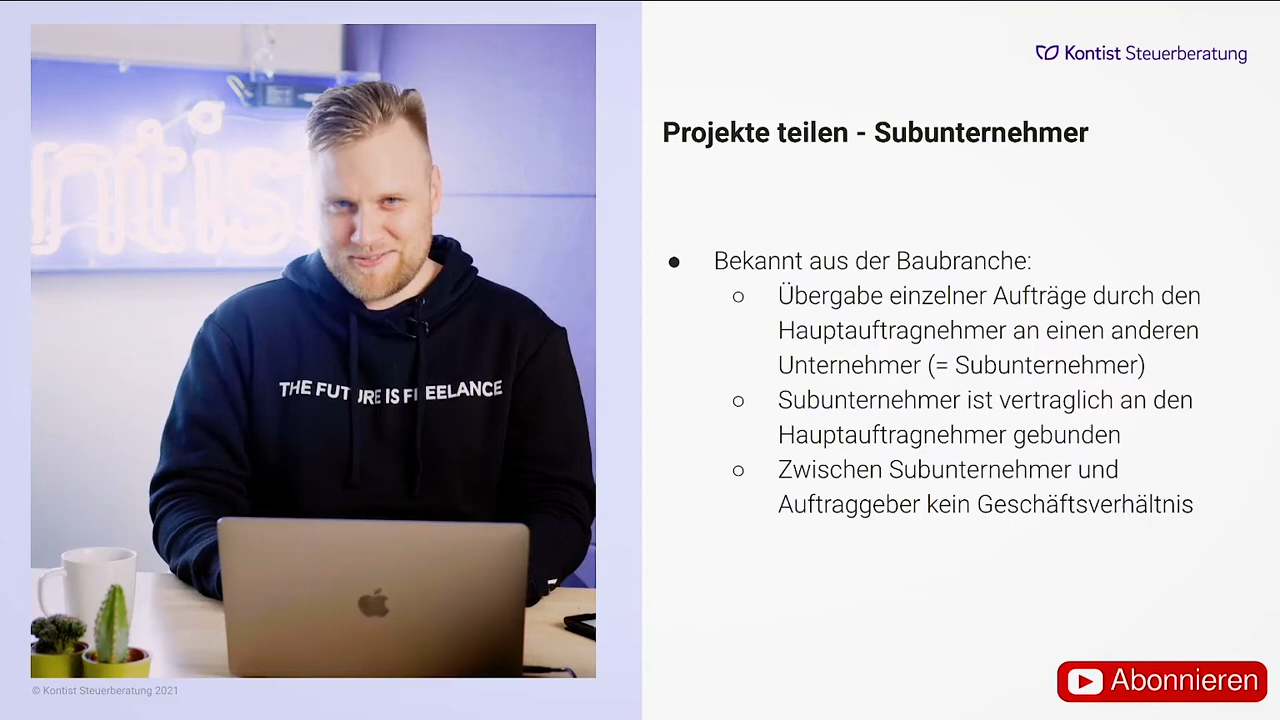 Kontist Steuerberatung
Projekte teilen - Subunternehmer
● Bekannt aus der Baubranche:
○ Übergabe einzelner Aufträge durch den
Hauptauftragnehmer an einen anderen
Unternehmer (= Subunternehmer)
○ Subunternehmer ist vertraglich an den
Hauptauftragnehmer gebunden
○ Zwischen Subunternehmer und
Auftraggeber kein Geschäftsverhältnis
THE FUTURE IS FREELANCE
© Kontist Steuerberatung 2021
Abonnieren